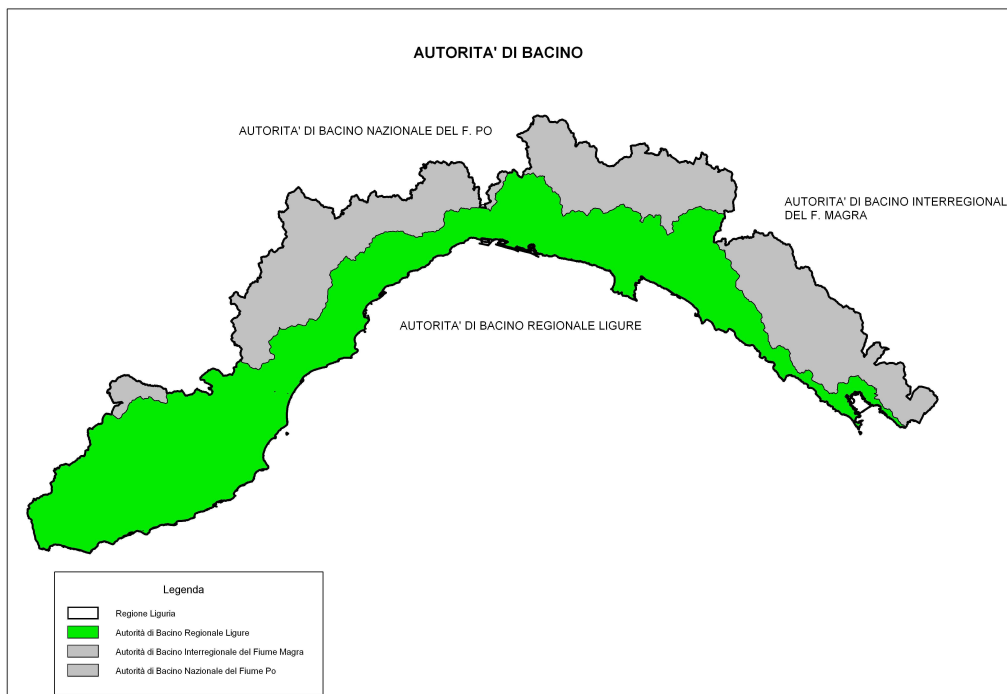 AUTORITA' DI BACINO
AUTORITA' DI BACINO NAZIONALE DEL F. PO
AUTORITA' DI BACINO INTERREGIONALE
DEL F. MAGRA
AUTORITA' DI BACINO REGIONALE LIGURE
Legenda
Regione Liguria
Autorità di Bacino Regionale Ligure
Autorità di Bacino Interregionale del Fiume Magra
Autorità di Bacino Nazionale del Fiume Po